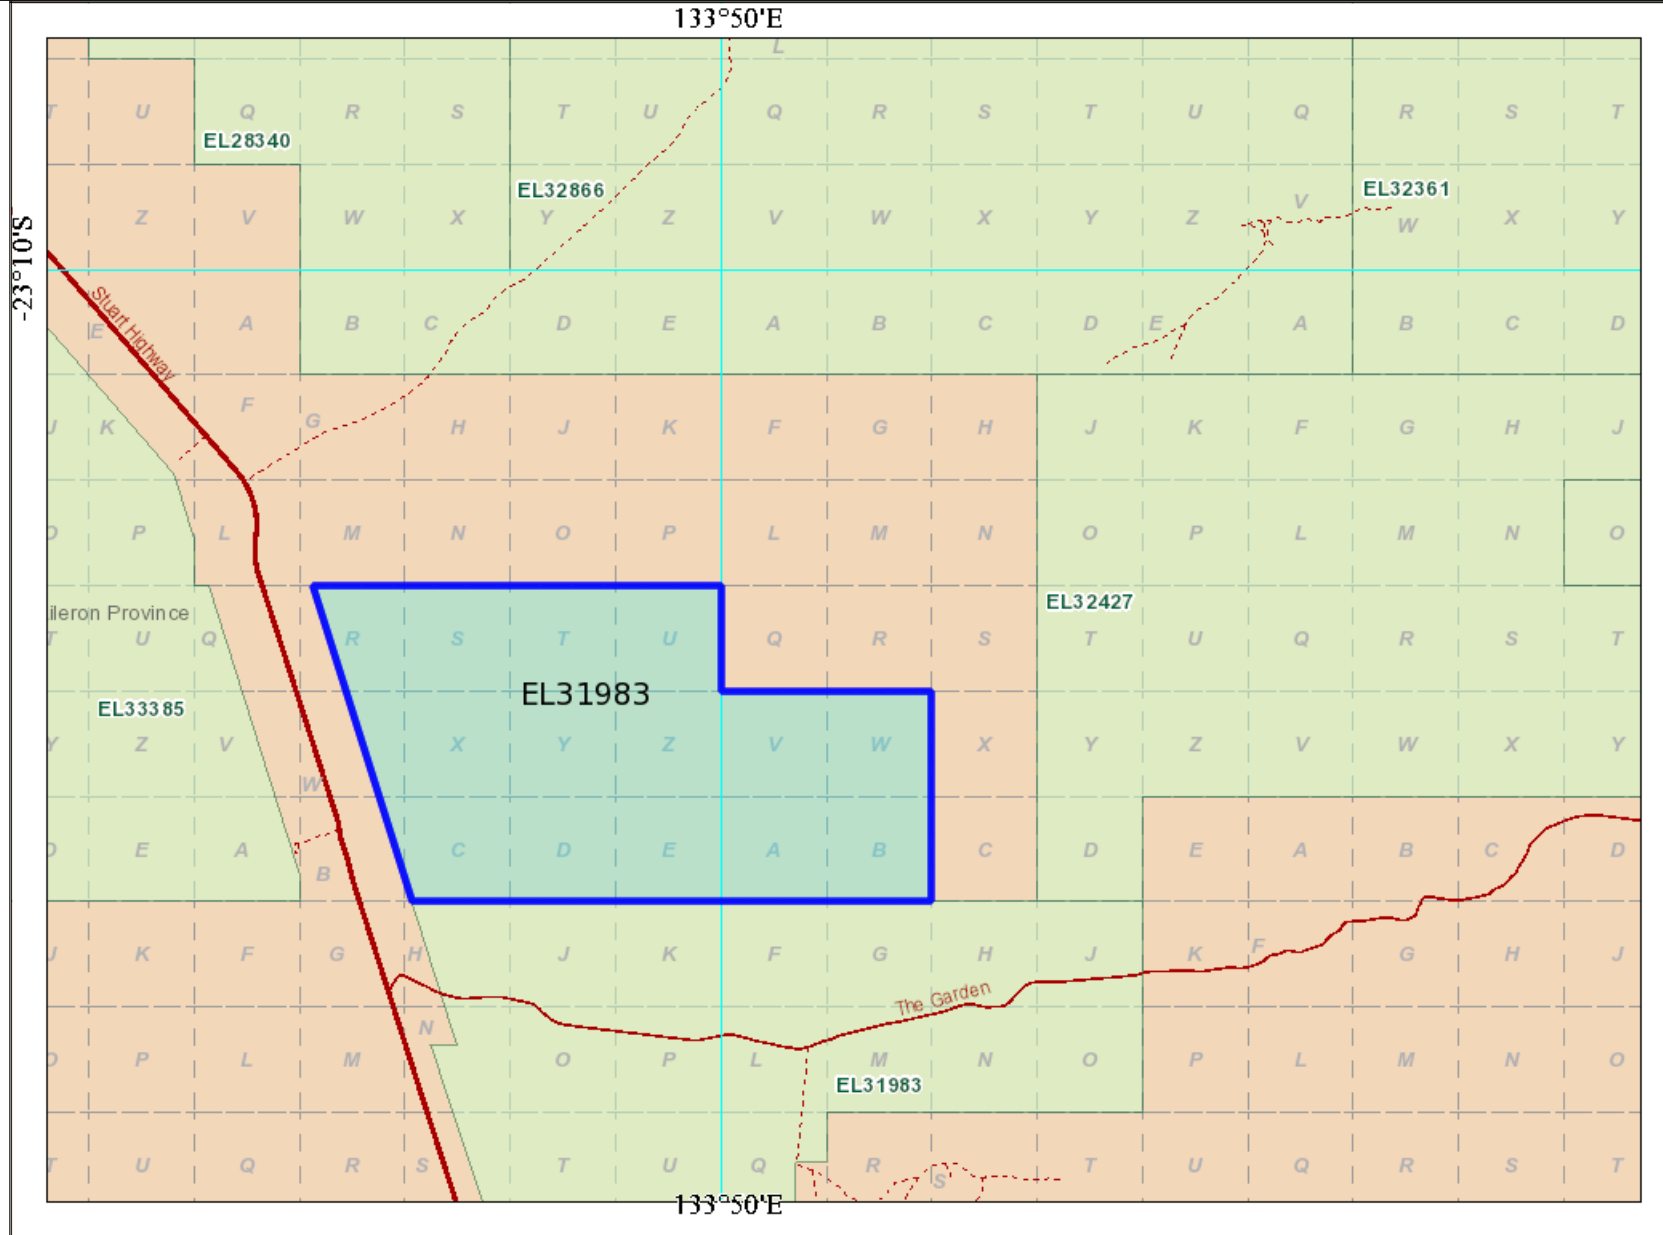 133°50'E
L
T U Q R S T U Q R S T U Q R S T
EL28340
EL32866
EL32361
Z V W X Y Z V W X Y Z V W X Y
-23°10'S
Stuart Highway
E A B C D E A B C D E A B C D
J K F G H J K F G H J K F G H J
P L M N O P L M N O P L M N O
EL32427
ileron Province
T U Q R S T U Q R S T U Q R S T
EL31983
EL33385
Y Z V W X Y Z V W X Y Z V W X Y
E A B C D E A B C D E A B C D
J K F G H J K F G H J K F G H J
The Garden
N
P L M O P L M N O P L M N O
EL31983
T U Q R S T U Q R S T U Q R S T
133°50'E